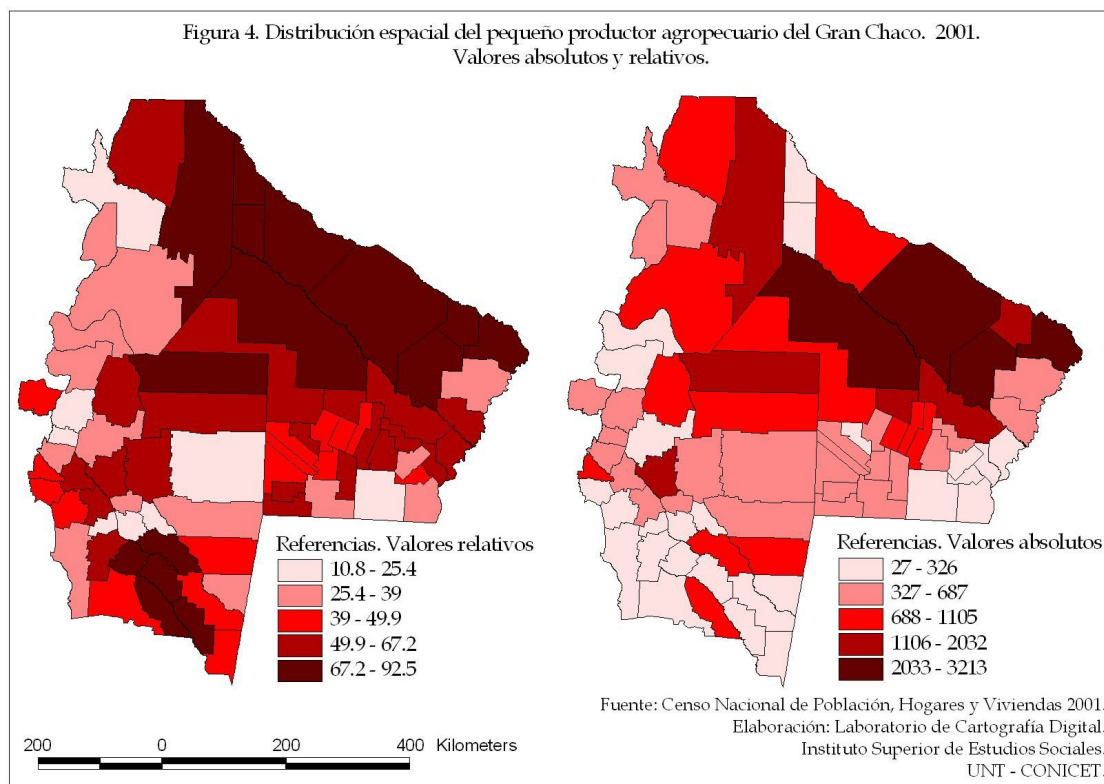 Figura 4. Distribución espacial del pequeño productor agropecuario del Gran Chaco.  2001.
Valores absolutos y relativos.
Referencias. Valores relativos
10.8 - 25.4
25.4 - 39
39 - 49.9
49.9 - 67.2
67.2 - 92.5
Referencias. Valores absolutos
27 - 326
327 - 687
688 - 1105
1106 - 2032
2033 - 3213
200 0 200 400 Kilometers
Fuente: Censo Nacional de Población, Hogares y Viviendas 2001.
Elaboración: Laboratorio de Cartografía Digital.
Instituto Superior de Estudios Sociales.
UNT - CONICET.